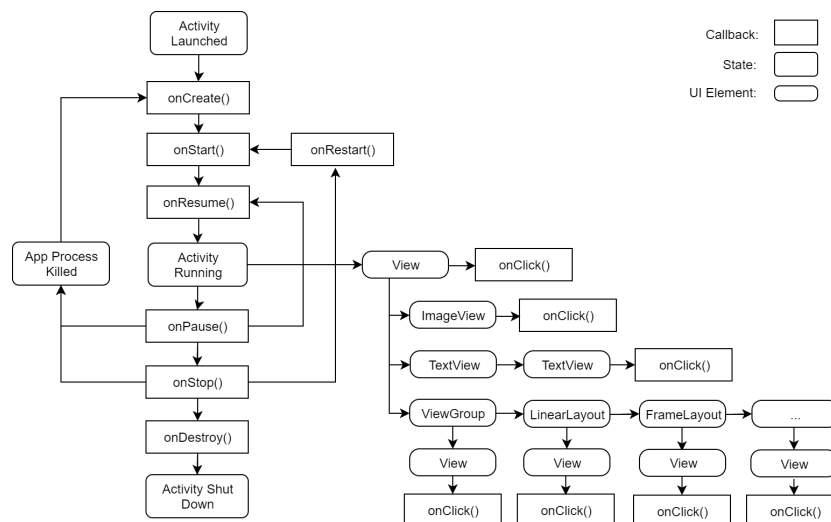 Activity
Launched
Callback:
State:
UI Element:
onCreate()
onStart()
onRestart()
onResume()
App Process
Killed
Activity
Running
View
onClick()
ImageView
onClick()
onPause()
TextView
TextView
onClick()
onStop()
ViewGroup
LinearLayout
FrameLayout
...
onDestroy()
View
View
View
View
Activity Shut
Down
onClick()
onClick()
onClick()
onClick()